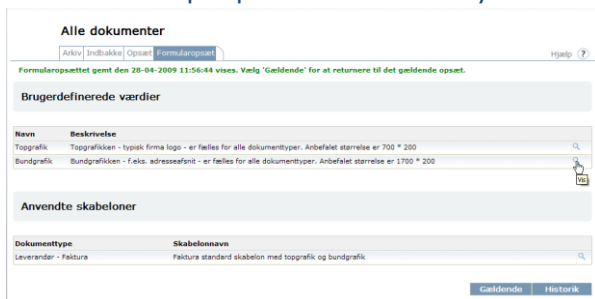 Alle dokumenter
Arkiv Indbakke Opsæt Formularopsæt
Hjælp ?
Formularopsættet gemt den 28-04-2009 11:56:44 vises. Vælg 'Gældende' for at returnere til det gældende opsæt.
Brugerdefinerede værdier
Navn Beskrivelse
Topgrafik Topgrafikken - typisk firma logo - er fælles for alle dokumenttyper. Anbefalet størrelse er 700 * 200
Bundgrafik Bundgrafikken - f.eks. adresseafsnit - er fælles for alle dokumenttyper. Anbefalet størrelse er 1700 * 200
Vis
Anvendte skabeloner
Dokumenttype Skabelonnavn
Leverandør - Faktura Faktura standard skabelon med topgrafik og bundgrafik
Gældende Historik